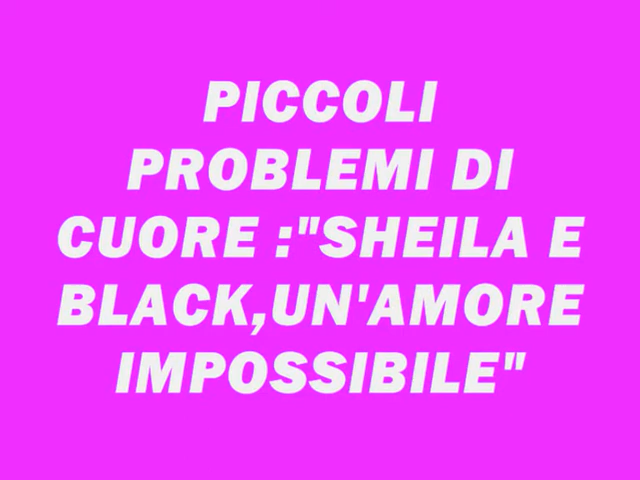 PICCOLI
PROBLEMI DI
CUORE :"SHEILA E
BLACK,UN'AMORE
IMPOSSIBILE"